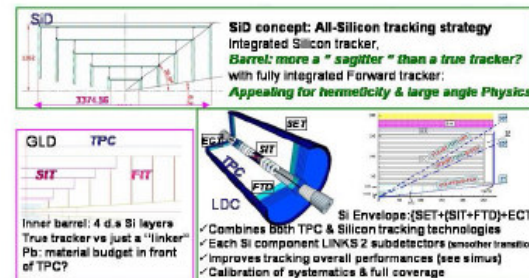 SiD
SiD concept: All-Silicon tracking strategy
Integrated Silicon tracker,
Barrel: more a " sagitter " than a true tracker?
with fully integrated Forward tracker:
Appealing for hermeticity & large angle Physics
3374.56
GLD TPC
SIT FIT
Inner barrel: 4 d.s Si layers
True tracker vs just a "linker"
Pb: material budget in front
of TPC?
SET
ECT
SIT
TPC
FTD
LDC
Si Envelope:{SET+(SIT+FTD)+ECT
✓Combines both TPC & Silicon tracking technologies
✓Each Si component LINKS 2 subdetectors (smoother transitio
✓Improves tracking overall performances (see simus)
✓Calibration of systematics & full coverage